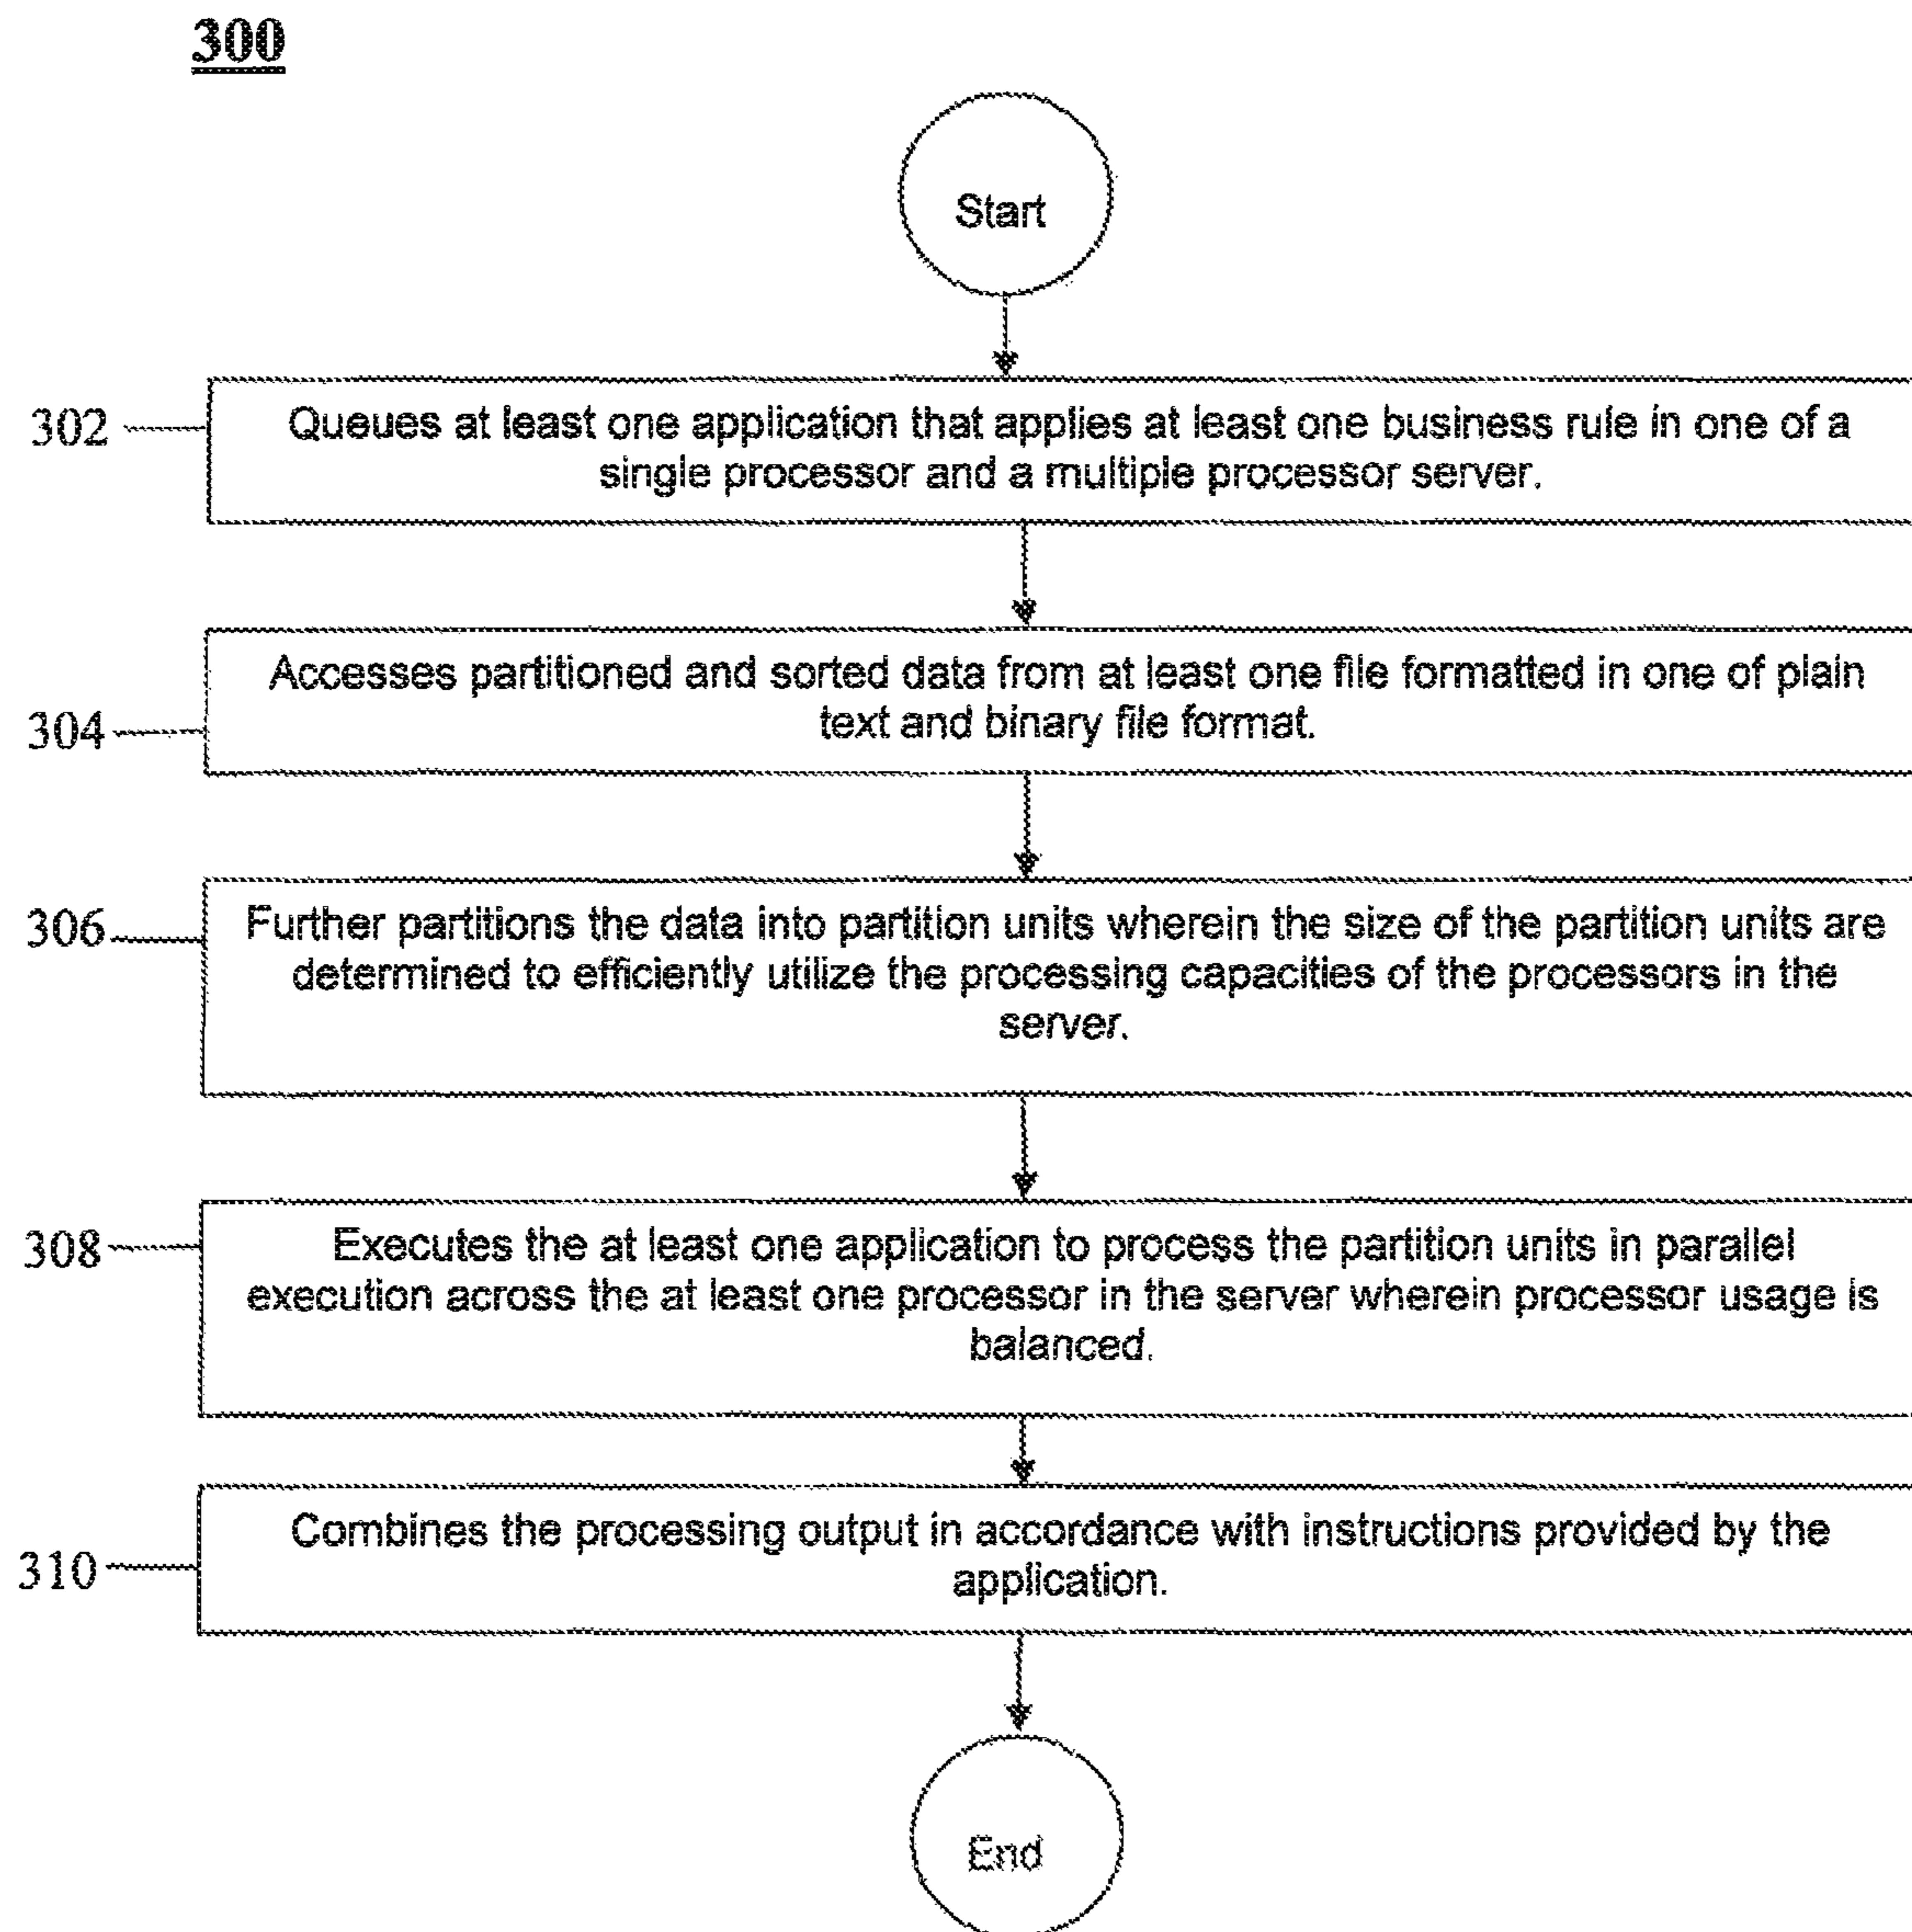 300
Start
302
Queues at least one application that applies at least one business rule in one of a
single processor and a multiple processor server.
304
Accesses partitioned and sorted data from at least one file formatted in one of plain
text and binary file format.
306
Further partitions the data into partition units wherein the size of the partition units are
determined to efficiently utilize the processing capacities of the processors in the
server.
308
Executes the at least one application to process the partition units in parallel
execution across the at least one processor in the server wherein processor usage is
balanced.
310
Combines the processing output in accordance with instructions provided by the
application.
End